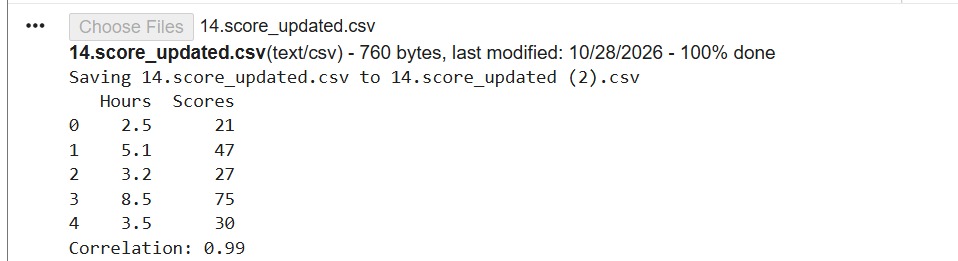 ••• Choose Files 14.score_updated.csv
14.score_updated.csv(text/csv) - 760 bytes, last modified: 10/28/2026 - 100% done
Saving 14.score_updated.csv to 14.score_updated (2).csv
Hours Scores
0 2.5 21
1 5.1 47
2 3.2 27
3 8.5 75
4 3.5 30
Correlation: 0.99